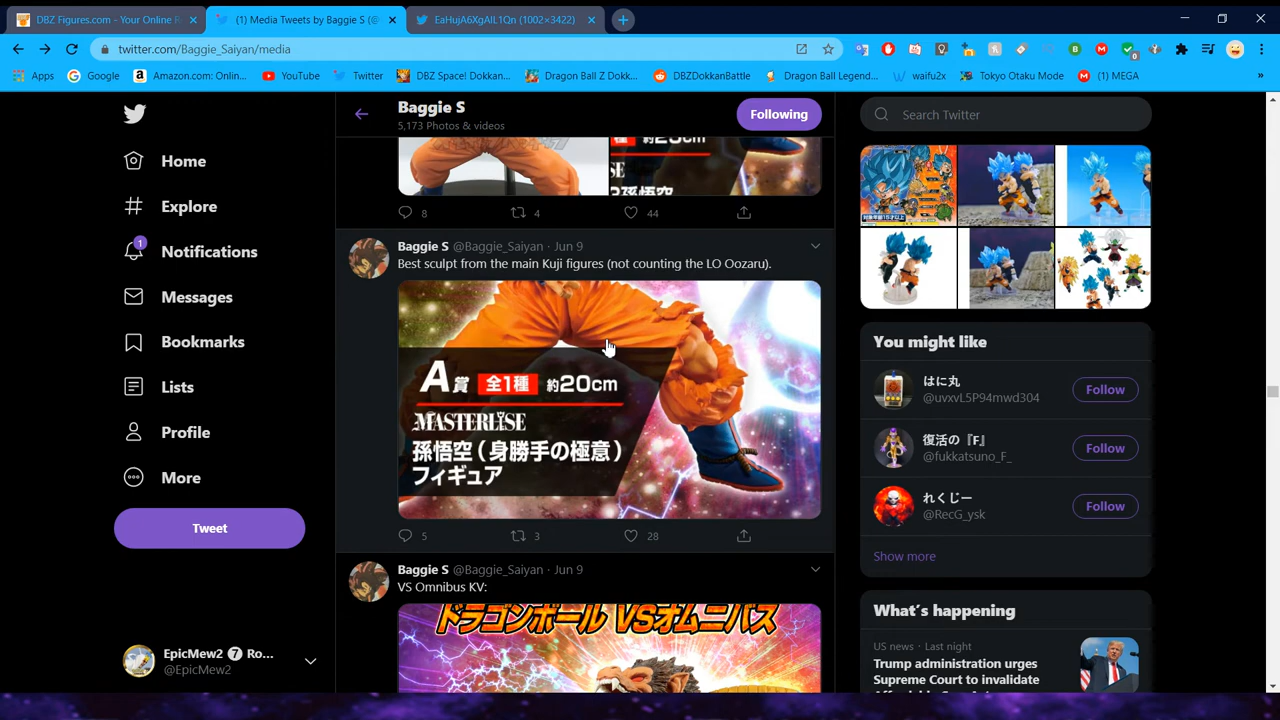 DBZ Figures.com - Your Online R
(1) Media Tweets by Baggie S (@
EaHujA6XgAIL1Qn (1002×3422)
twitter.com/Baggie_Saiyan/media
Apps
Google
Amazon.com: Onlin...
YouTube
Twitter
DBZ Space! Dokkan...
Dragon Ball Z Dokk...
DBZDokkanBattle
Dragon Ball Legend...
waifu2x
Tokyo Otaku Mode
(1) MEGA
»
Home
Explore
1
Notifications
Messages
Bookmarks
Lists
Profile
More
Tweet
EpicMew2 7 Ro...
@EpicMew2
Baggie S
5,173 Photos & videos
Following
8
4
44
Baggie S @Baggie_Saiyan · Jun 9
Best sculpt from the main Kuji figures (not counting the LO Oozaru).
A賞 全1種 約20cm
MASTERLISE
孫悟空(身勝手の極意)
フィギュア
5
3
28
Baggie S @Baggie_Saiyan · Jun 9
VS Omnibus KV:
ドラゴンボール VSオムニバス
Search Twitter
You might like
はに丸
@uvxvL5P94mwd304
Follow
復活の『F』
@fukkatsuno_F_
Follow
れくじー
@RecG_ysk
Follow
Show more
What's happening
US news · Last night
Trump administration urges
Supreme Court to invalidate